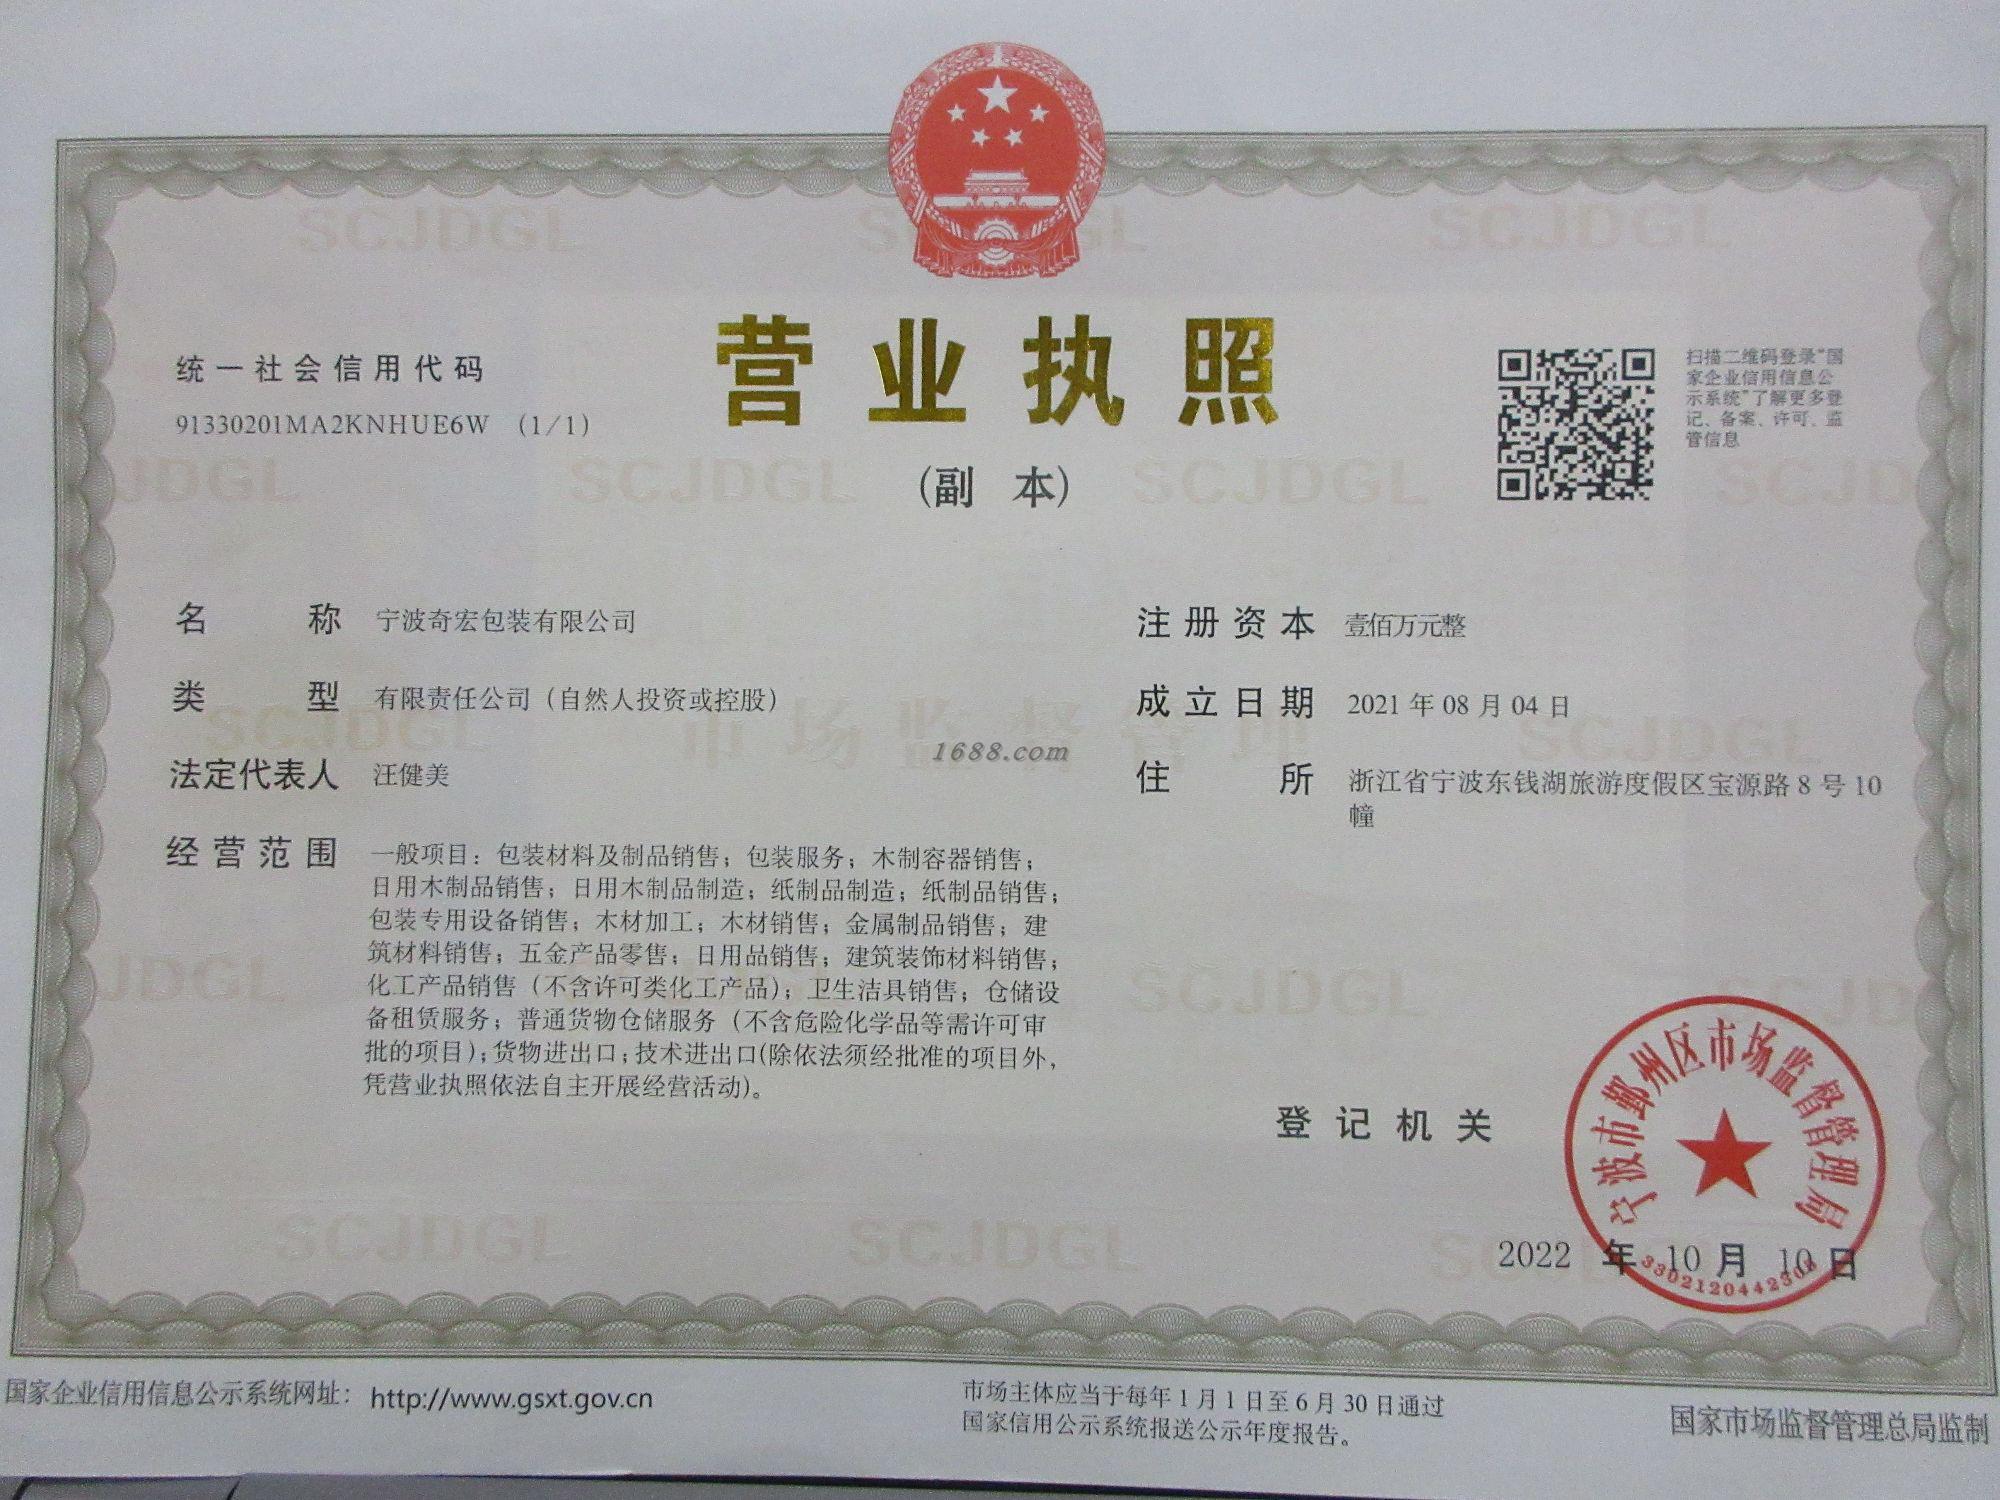 营业执照
(副 本)
统一社会信用代码
91330201MA2KNHUE6W (1/1)
扫描二维码登录“国
家企业信用信息公
示系统”了解更多登
记、备案、许可、监
管信息
名称 宁波奇宏包装有限公司
类型 有限责任公司（自然人投资或控股）
法定代表人 汪健美
经营范围 一般项目：包装材料及制品销售；包装服务；木制容器销售；
日用木制品销售；日用木制品制造；纸制品制造；纸制品销售；
包装专用设备销售；木材加工；木材销售；金属制品销售；建
筑材料销售；五金产品零售；日用品销售；建筑装饰材料销售；
化工产品销售（不含许可类化工产品）；卫生洁具销售；仓储设
备租赁服务；普通货物仓储服务（不含危险化学品等需许可审
批的项目）；货物进出口；技术进出口(除依法须经批准的项目外，
凭营业执照依法自主开展经营活动)。
注册资本 壹佰万元整
成立日期 2021 年 08 月 04 日
住所 浙江省宁波东钱湖旅游度假区宝源路 8 号 10
幢
1688.com
市场监督管理
SCJDGL
登记机关
宁波市鄞州区市场监督管理局
2022 年 10 月 10 日
国家企业信用信息公示系统网址： http://www.gsxt.gov.cn
市场主体应当于每年 1 月 1 日至 6 月 30 日通过
国家信用公示系统报送公示年度报告。
国家市场监督管理总局监制